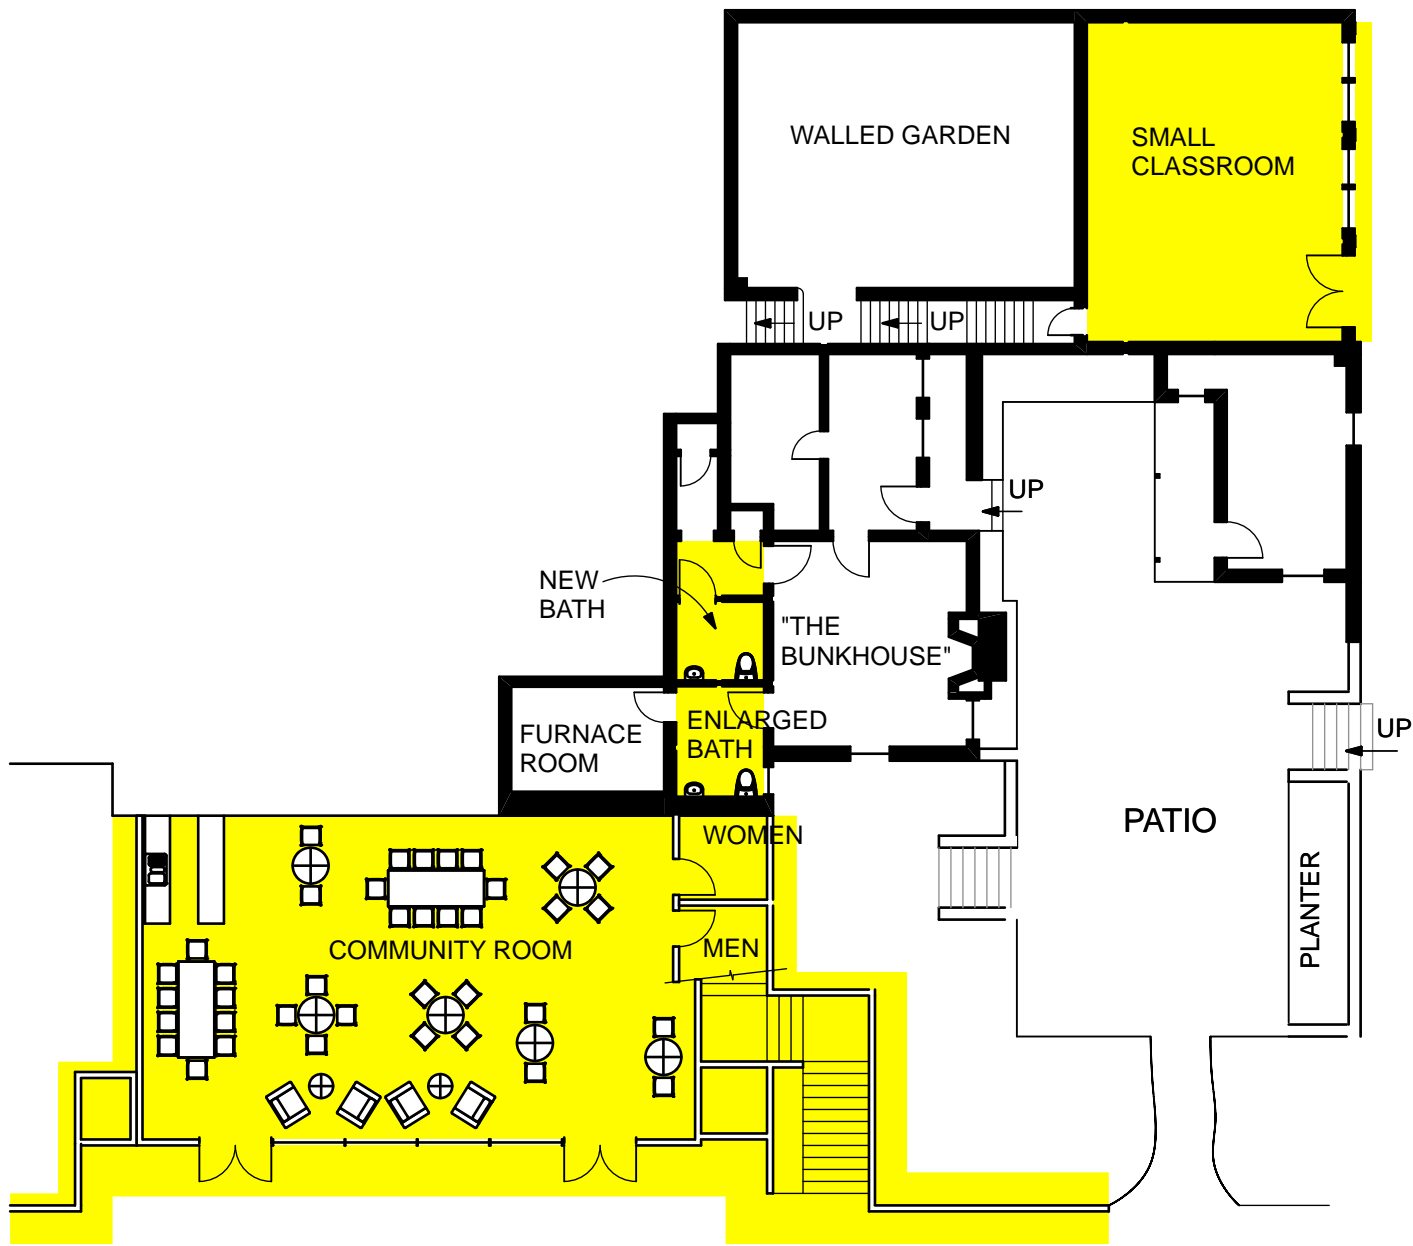 WALLED GARDEN
SMALL
CLASSROOM
UP
UP
UP
NEW
BATH
"THE
BUNKHOUSE"
FURNACE
ROOM
ENLARGED
BATH
UP
PATIO
WOMEN
PLANTER
COMMUNITY ROOM
MEN